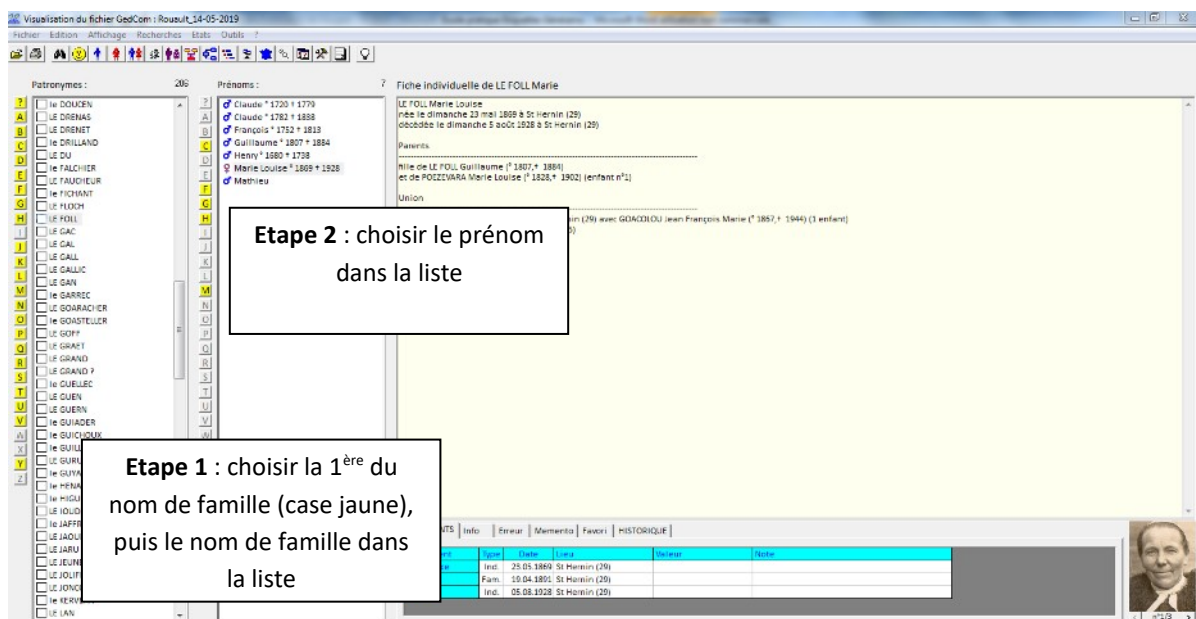 Visualisation du fichier GedCom : Rouault_14-05-2019
Fichier Edition Affichage Recherches Etats Outils ?
Patronymes : 206
?
A
B
C
D
E
F
G
H
I
J
K
L
M
N
O
P
Q
R
S
T
U
V
W
X
Y
Z
le DOUCEN
LE DRENAS
LE DRENET
le DRILLAND
LE DU
le FALCHIER
LE FAUCHEUR
le FICHANT
LE FLOCH
LE FOLL
LE GAC
LE GAL
LE GALL
LE GALLIC
LE GAN
le GARREC
LE GOARACHER
le GOASTELLER
LE GOFF
LE GRAET
LE GRAND
LE GRAND ?
le GUELLEC
LE GUEN
LE GUERN
le GUIADER
le GUICHOUX
LE LAN
Prénoms : 7
?
A
B
C
D
E
F
G
H
I
J
K
L
M
N
O
P
Q
R
S
T
U
V
W
Claude ° 1720 + 1779
Claude ° 1782 + 1838
François ° 1752 + 1813
Guillaume ° 1807 + 1884
Henry ° 1680 + 1738
Marie Louise ° 1869 + 1928
Mathieu
Fiche individuelle de LE FOLL Marie
LE FOLL Marie Louise
née le dimanche 23 mai 1869 à St Hernin (29)
décédée le dimanche 5 août 1928 à St Hernin (29)
Parents
fille de LE FOLL Guillaume (° 1807,+ 1884)
et de POEZEVARA Marie Louise (° 1828,+ 1902) (enfant n°1)
Union
(29) avec GOACOLOU Jean François Marie (° 1867,+ 1944) (1 enfant)
Etape 2 : choisir le prénom
dans la liste
Etape 1 : choisir la 1ère du
nom de famille (case jaune),
puis le nom de famille dans
la liste
Info Erreur Memento Favori HISTORIQUE
Type Date Lieu Valeur Note
Ind. 23.05.1869 St Hernin (29)
Fam. 19.04.1891 St Hernin (29)
Ind. 05.08.1928 St Hernin (29)
n°1/3